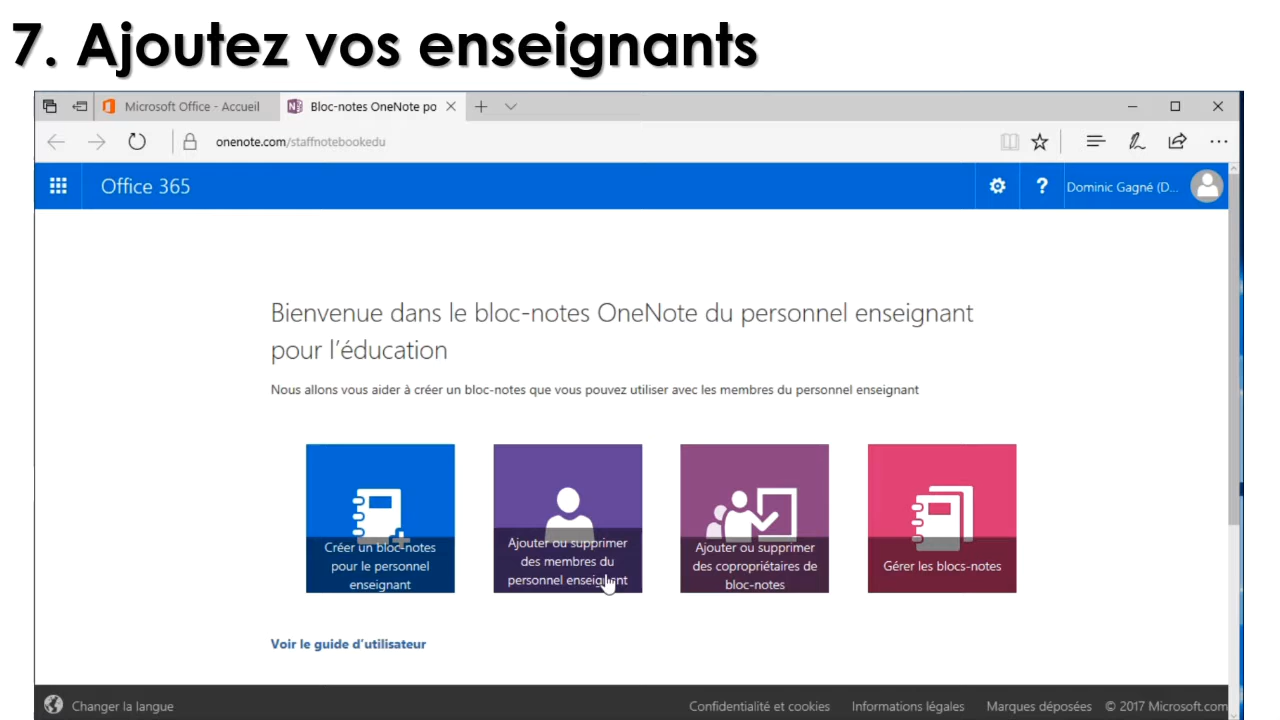 7. Ajoutez vos enseignants
Microsoft Office - Accueil
Bloc-notes OneNote po
onenote.com/staffnotebookedu
Office 365
?
Dominic Gagné (D...
Bienvenue dans le bloc-notes OneNote du personnel enseignant
pour l'éducation
Nous allons vous aider à créer un bloc-notes que vous pouvez utiliser avec les membres du personnel enseignant
Créer un bloc-notes
pour le personnel
enseignant
Ajouter ou supprimer
des membres du
personnel enseignant
Ajouter ou supprimer
des copropriétaires de
bloc-notes
Gérer les blocs-notes
Voir le guide d'utilisateur
Changer la langue
Confidentialité et cookies
Informations légales
Marques déposées
© 2017 Microsoft.com